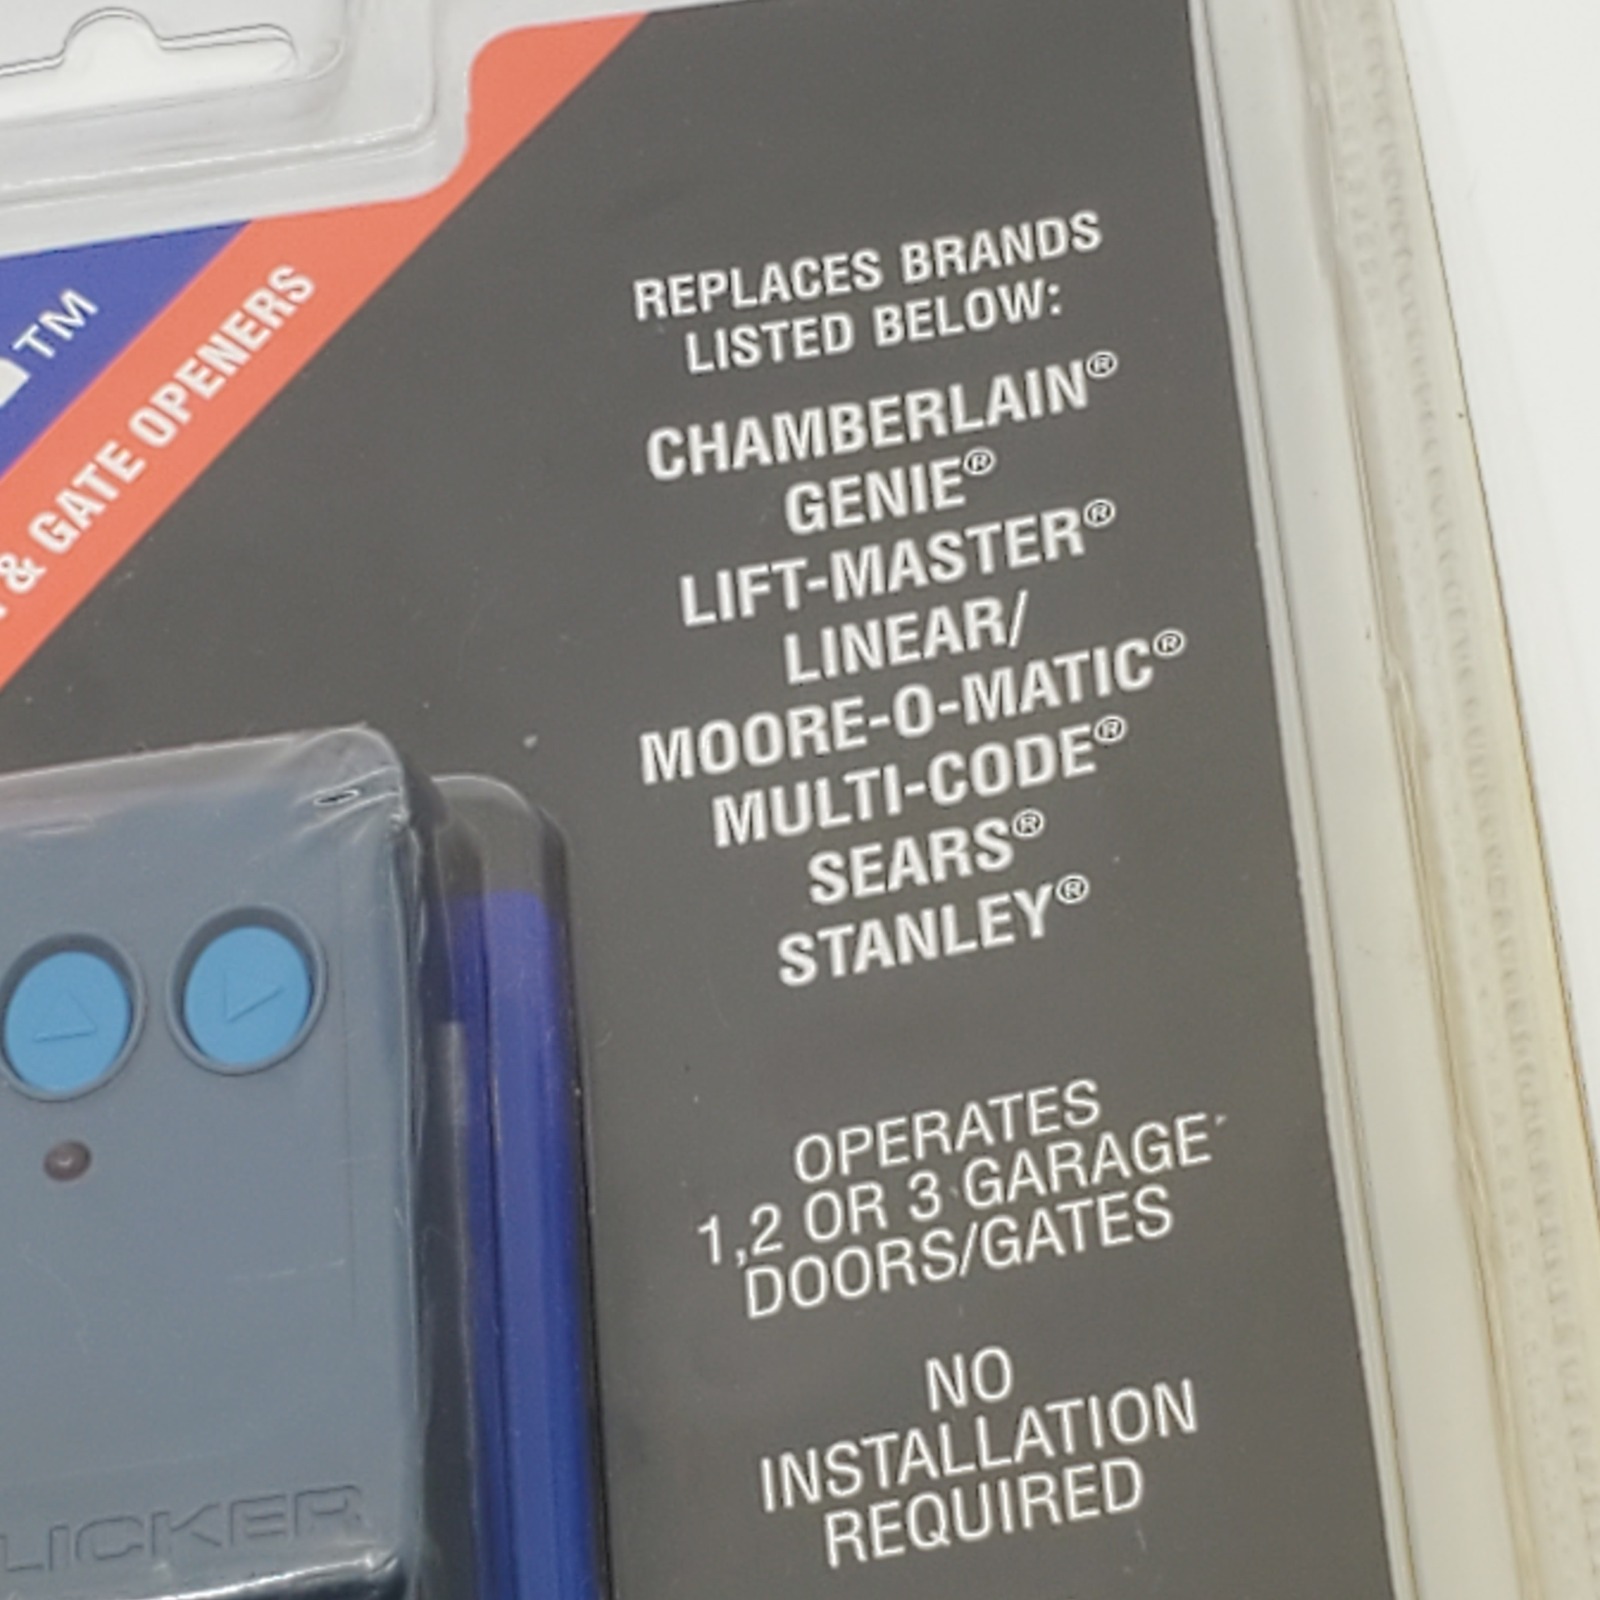 TM
& GATE OPENERS
REPLACES BRANDS
LISTED BELOW:
CHAMBERLAIN®
GENIE®
LIFT-MASTER®
LINEAR/
MOORE-O-MATIC®
MULTI-CODE®
SEARS®
STANLEY®
OPERATES
1,2 OR 3 GARAGE
DOORS/GATES
NO
INSTALLATION
REQUIRED
LICKER